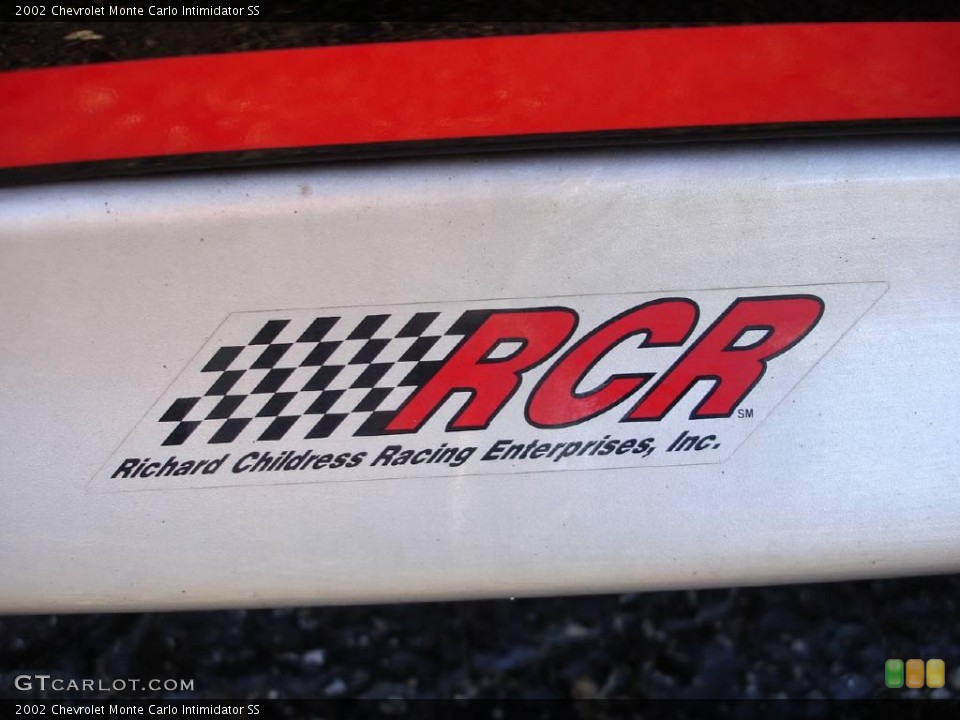 2002 Chevrolet Monte Carlo Intimidator SS
RCR
SM
Richard Childress Racing Enterprises, Inc.
GTCARLOT.COM
2002 Chevrolet Monte Carlo Intimidator SS